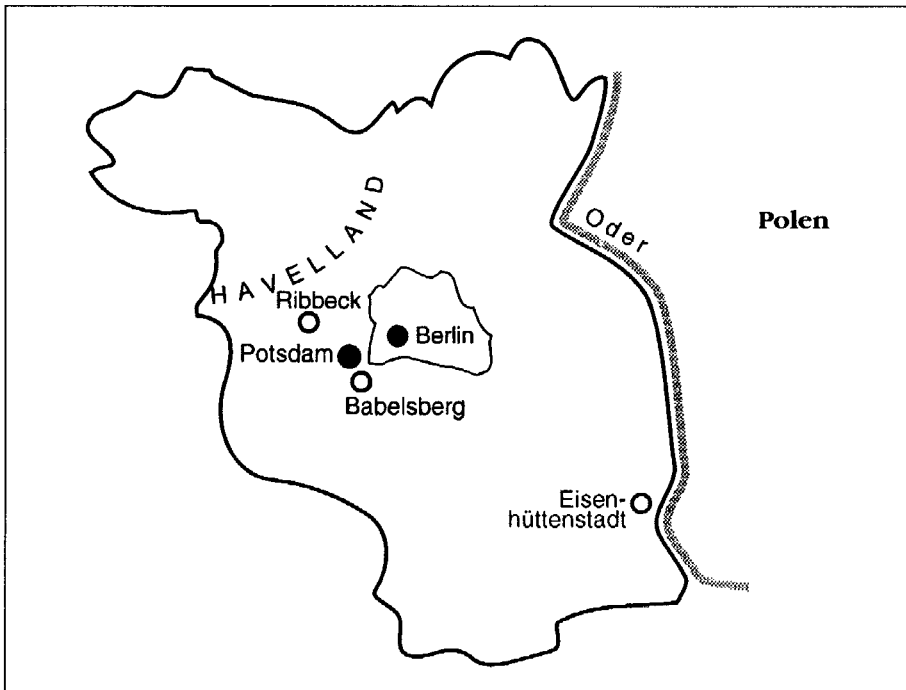 HAVELLAND
Oder
Polen
Ribbeck
Berlin
Potsdam
Babelsberg
Eisen-
hüttenstadt